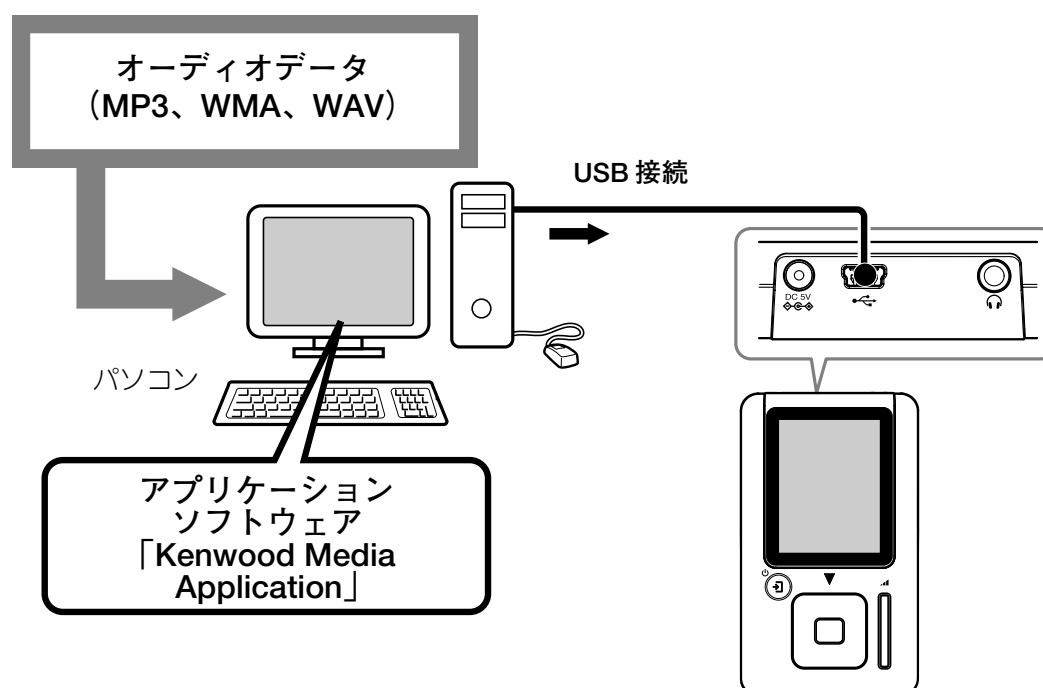 オーディオデータ
(MP3、WMA、WAV)
USB 接続
DC 5V
パソコン
アプリケーション
ソフトウェア
「Kenwood Media
Application」